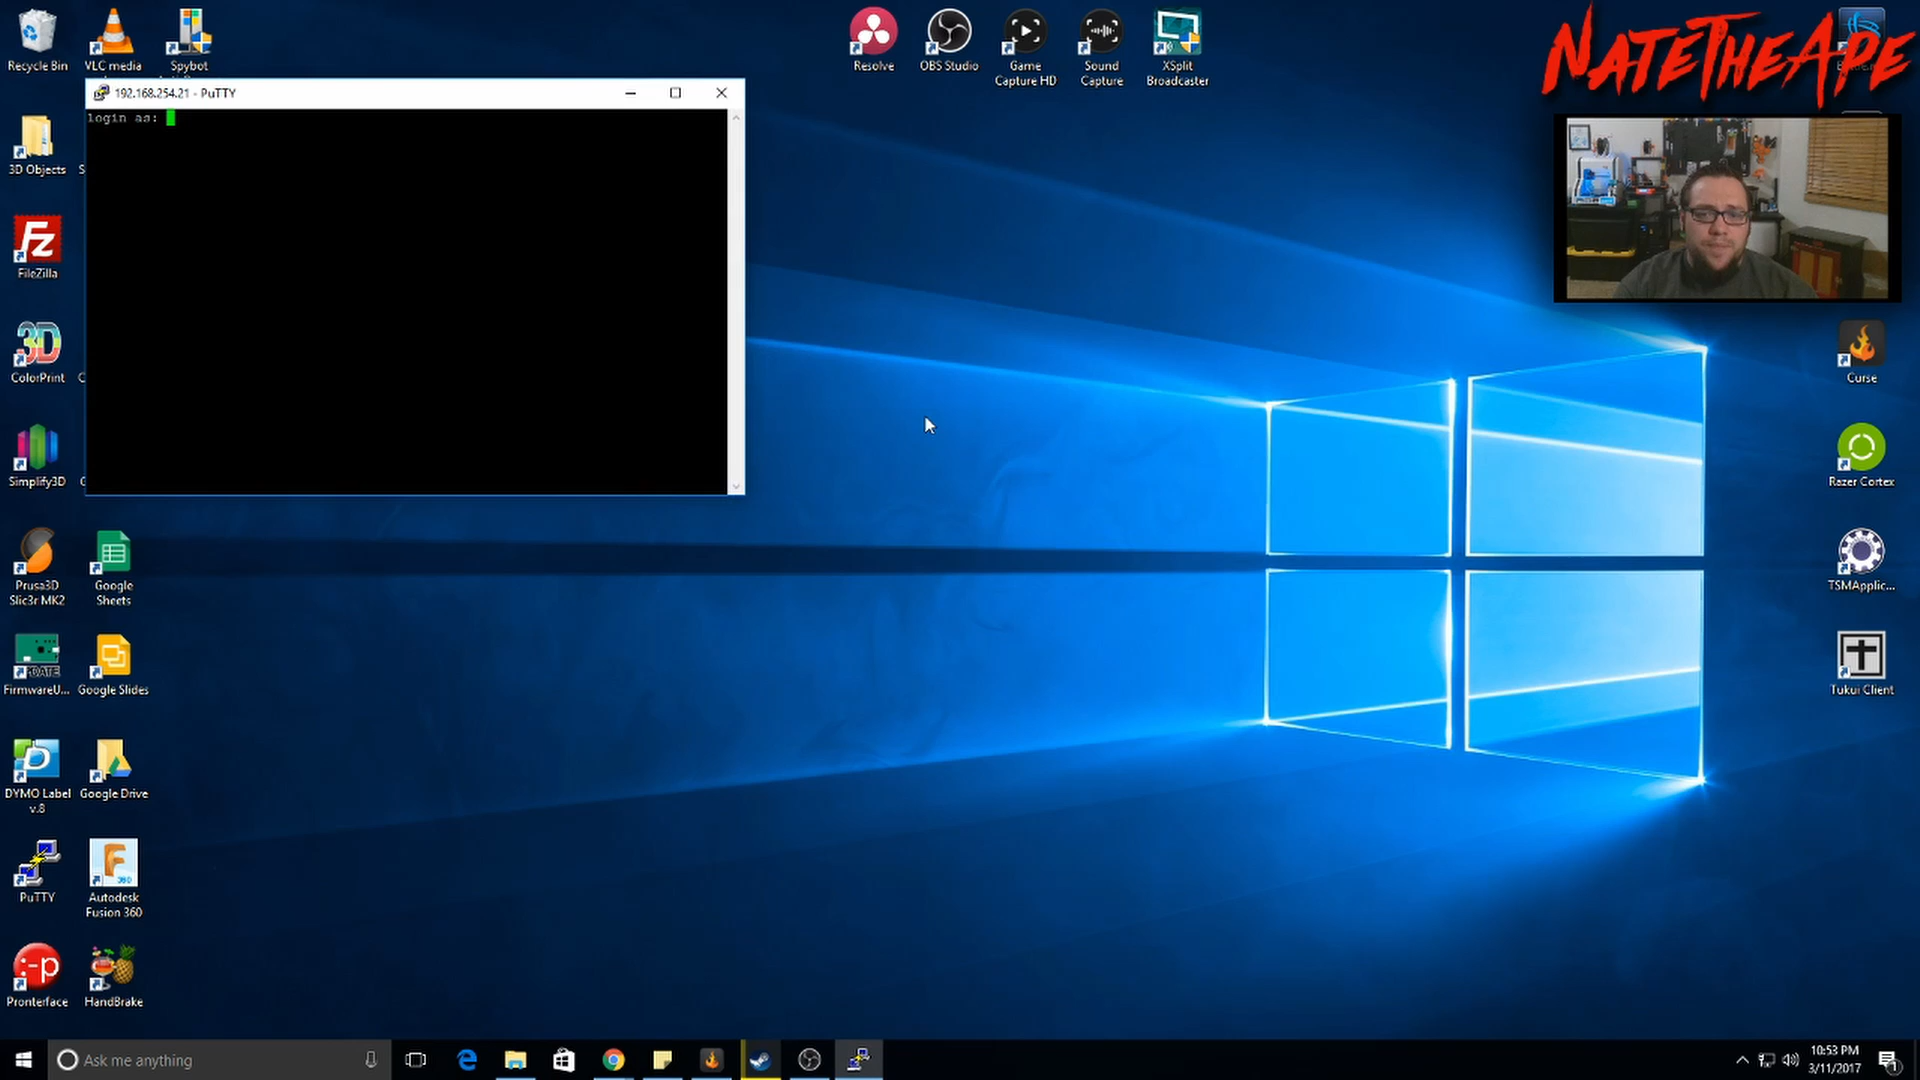 Recycle Bin
VLC media
Spybot
Resolve
OBS Studio
Game
Capture HD
Sound
Capture
XSplit
Broadcaster
NATETHEAPE
192.168.254.21 - PuTTY
login as:
3D Objects
FileZilla
3D
ColorPrint
Simplify3D
Prusa3D
Slic3r MK2
Google
Sheets
FirmwareU...
Google Slides
DYMO Label
v.8
Google Drive
PuTTY
Autodesk
Fusion 360
Pronterface
HandBrake
Curse
Razer Cortex
TSMApplic...
Tukui Client
Ask me anything
10:53 PM
3/11/2017